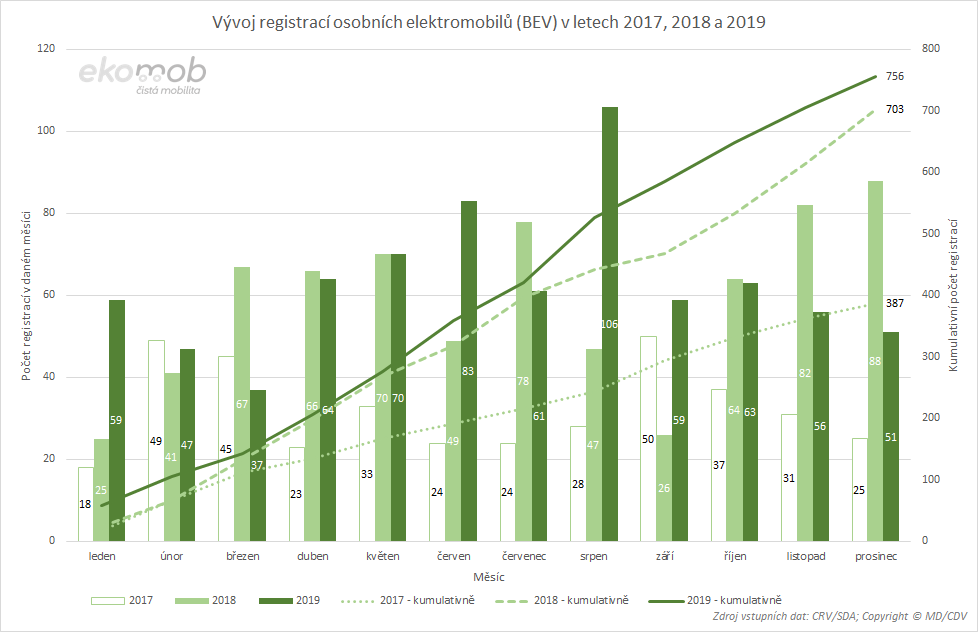 Vývoj registrací osobních elektromobilů (BEV) v letech 2017, 2018 a 2019
ekomob
čistá mobilita
Počet registrací v daném měsíci
120
100
80
60
40
20
0
Kumulativní počet registrací
800
700
600
500
400
300
200
100
0
756
703
387
18 25 59
49 41 47
45 67 37
23 66 64
33 70 70
24 49 83
24 78 61
28 47 106
50 26 59
37 64 63
31 82 56
25 88 51
leden únor březen duben květen červen červenec srpen září říjen listopad prosinec
Měsíc
2017 2018 2019 2017 - kumulativně 2018 - kumulativně 2019 - kumulativně
Zdroj vstupních dat: CRV/SDA; Copyright © MD/CDV